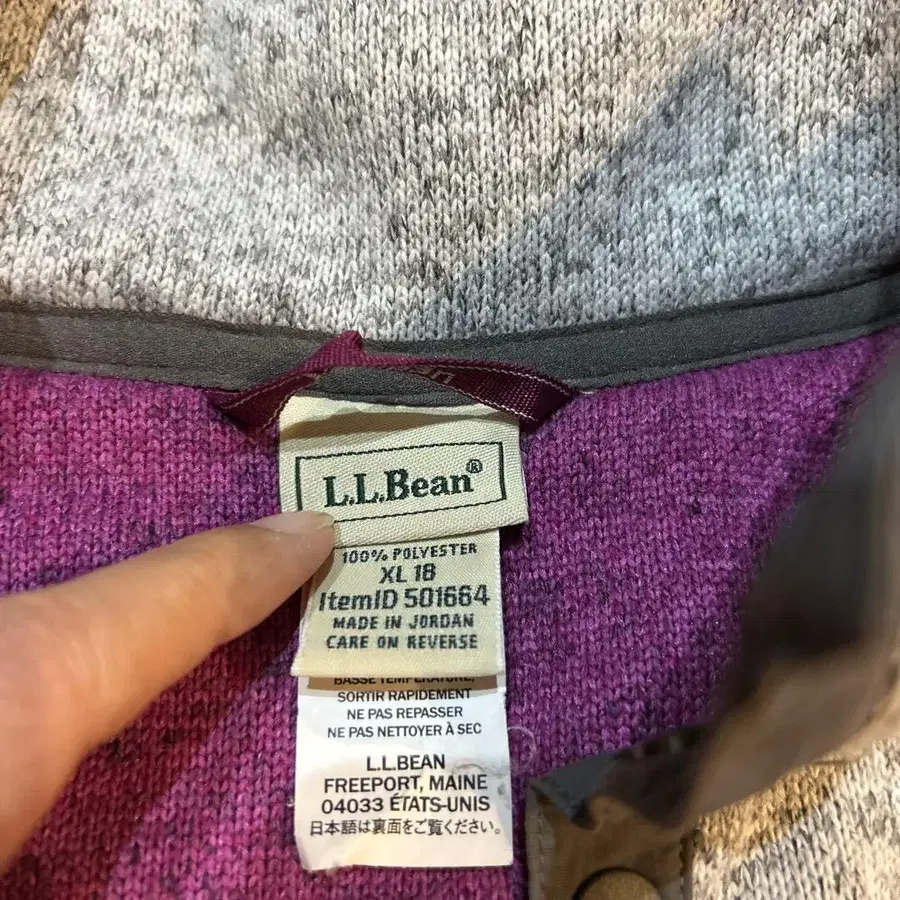 L.L.Bean®
100% POLYESTER
XL 18
ItemID 501664
MADE IN JORDAN
CARE ON REVERSE
BASSE TEMPÉRATURE,
SORTIR RAPIDEMENT
NE PAS REPASSER
NE PAS NETTOYER À SEC
L.L.BEAN
FREEPORT, MAINE
04033 ÉTATS-UNIS
日本語は裏面をご覧ください。